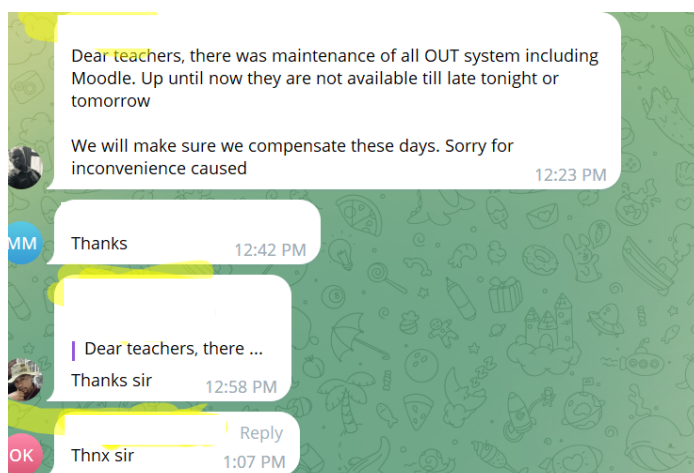 Dear teachers, there was maintenance of all OUT system including
Moodle. Up until now they are not available till late tonight or
tomorrow
We will make sure we compensate these days. Sorry for
inconvenience caused
12:23 PM
MM
Thanks
12:42 PM
Dear teachers, there ...
Thanks sir
12:58 PM
Reply
OK
Thnx sir
1:07 PM